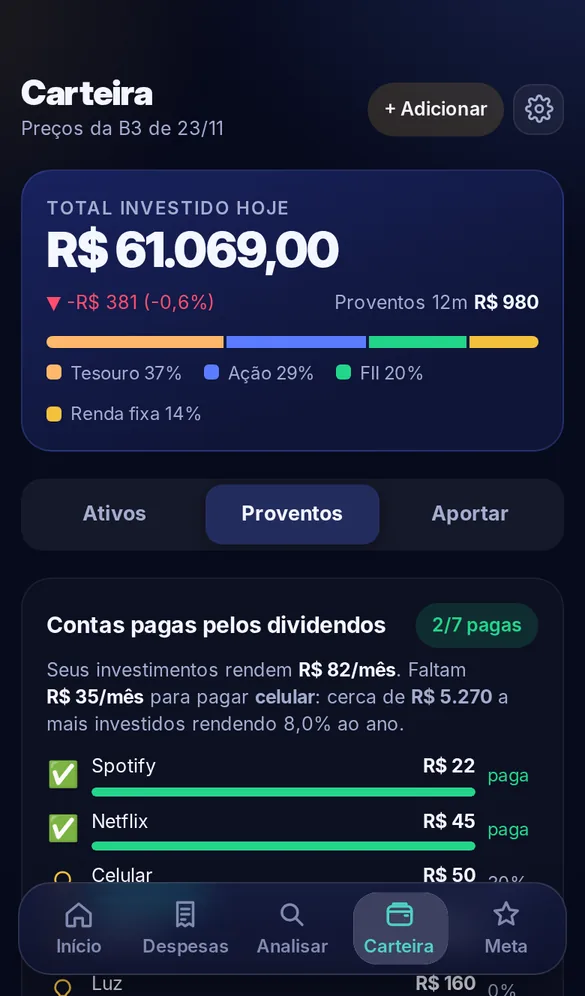 Carteira
Preços da B3 de 23/11
+ Adicionar
TOTAL INVESTIDO HOJE
R$ 61.069,00
▼ -R$ 381 (-0,6%)
Proventos 12m R$ 980
Tesouro 37% Ação 29% FII 20%
Renda fixa 14%
Ativos Proventos Aportar
Contas pagas pelos dividendos 2/7 pagas
Seus investimentos rendem R$ 82/mês. Faltam
R$ 35/mês para pagar celular: cerca de R$ 5.270 a
mais investidos rendendo 8,0% ao ano.
Spotify R$ 22 paga
Netflix R$ 45 paga
Celular R$ 50
Início Despesas Analisar Carteira Meta
Luz R$ 160 0%